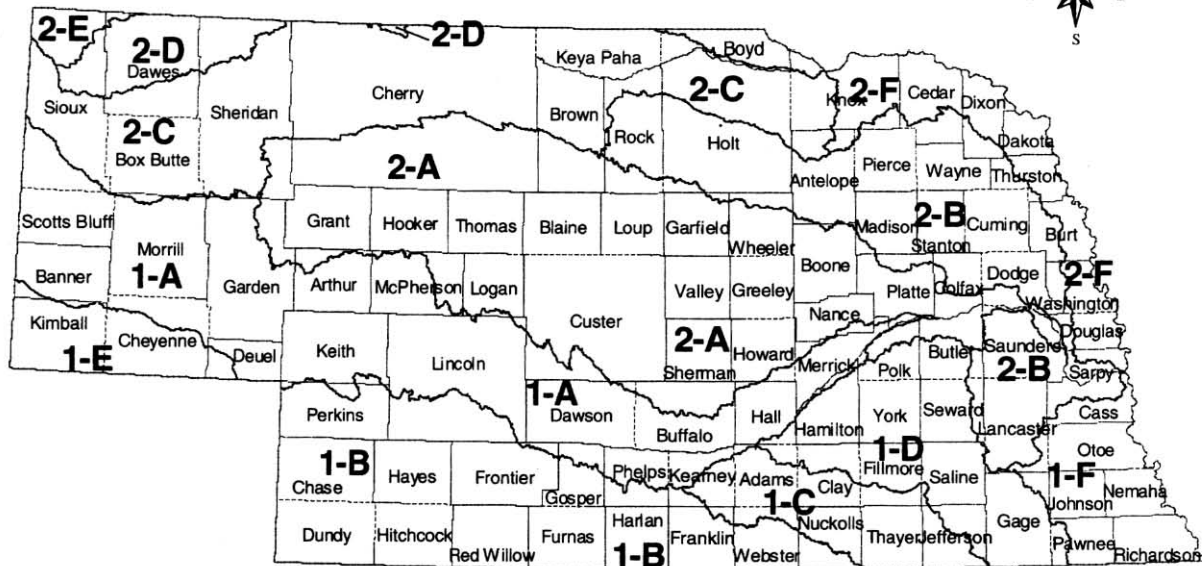 S
2-E
2-D
Dawes
2-D
Keya Paha
Boyd
Sioux
Sheridan
Cherry
Brown
2-C
Knox
2-F
Cedar
Dixon
2-C
Box Butte
Rock
Holt
Dakota
2-A
Antelope
Pierce
Wayne
Thurston
Scotts Bluff
Morrill
Grant
Hooker
Thomas
Blaine
Loup
Garfield
Wheeler
Madison
2-B
Stanton
Cuming
Burt
Banner
1-A
Garden
Arthur
McPherson
Logan
Custer
Valley
Greeley
Boone
Platte
Colfax
Dodge
2-F
Washington
Nance
Kimball
1-E
Cheyenne
Deuel
Keith
Lincoln
2-A
Sherman
Howard
Merrick
Polk
Butler
Saunders
2-B
Douglas
Sarpy
Perkins
1-A
Dawson
Buffalo
Hall
Hamilton
York
Seward
Lancaster
Cass
1-D
Otoe
1-B
Chase
Hayes
Frontier
Gosper
Phelps
Kearney
Adams
1-C
Clay
Fillmore
Saline
1-F
Johnson
Nemaha
Dundy
Hitchcock
Red Willow
Furnas
Harlan
1-B
Franklin
Webster
Nuckolls
Thayer
Jefferson
Gage
Pawnee
Richardson